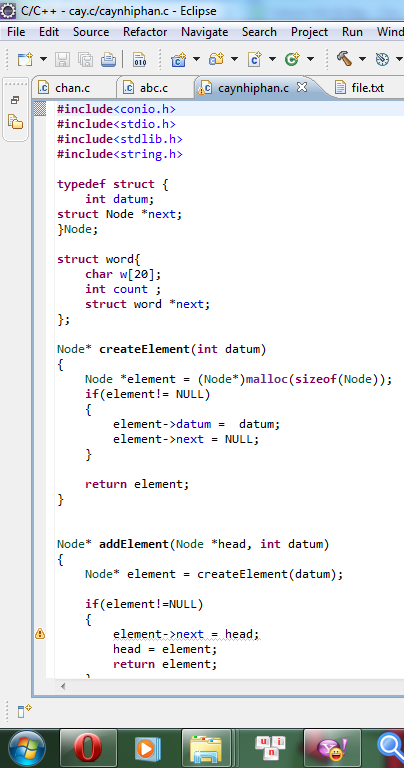 C/C++ - cay.c/caynhiphan.c - Eclipse
File Edit Source Refactor Navigate Search Project Run Wind
010
chan.c abc.c caynhiphan.c file.txt
#include<conio.h>
#include<stdio.h>
#include<stdlib.h>
#include<string.h>
typedef struct {
int datum;
struct Node *next;
}Node;
struct word{
char w[20];
int count ;
struct word *next;
};
Node* createElement(int datum)
{
Node *element = (Node*)malloc(sizeof(Node));
if(element!= NULL)
{
element->datum =  datum;
element->next = NULL;
}
return element;
}
Node* addElement(Node *head, int datum)
{
Node* element = createElement(datum);
if(element!=NULL)
{
element->next = head;
head = element;
return element;
}